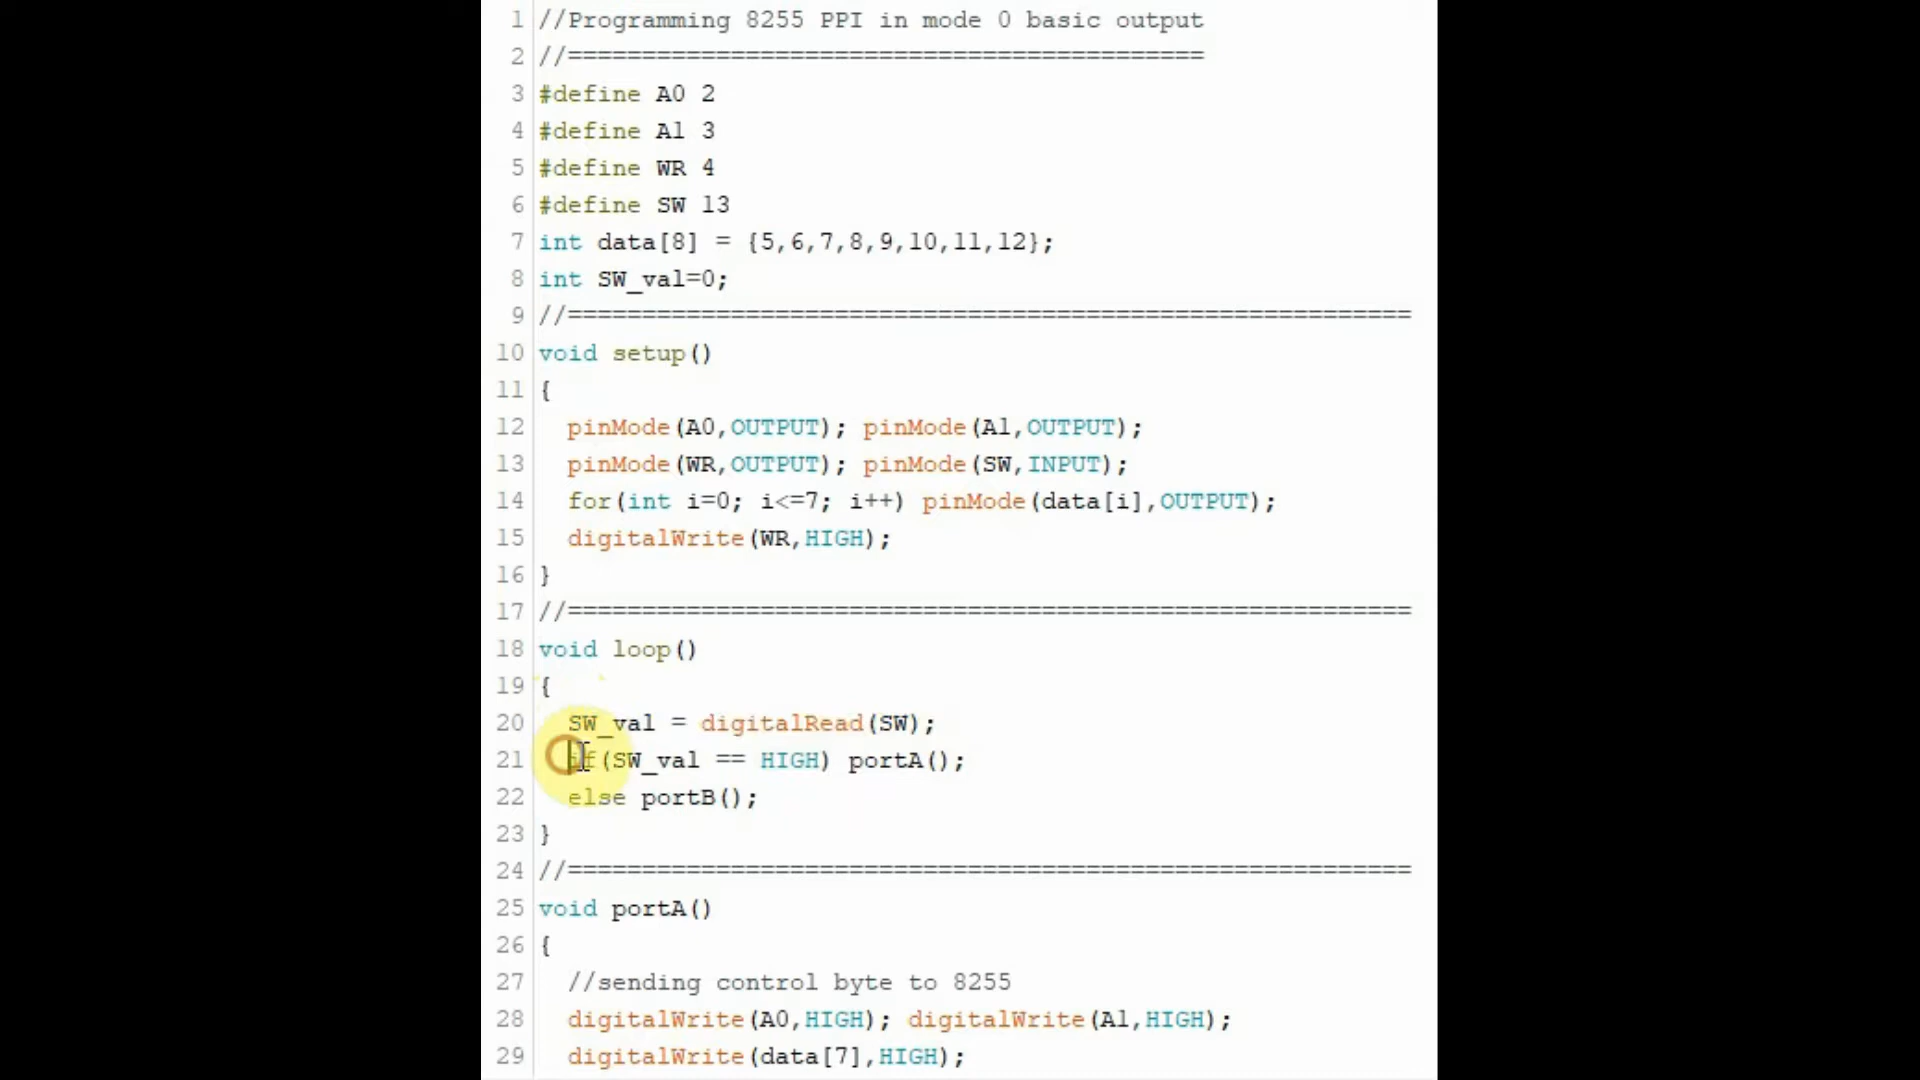 1 //Programming 8255 PPI in mode 0 basic output
2 //===========================================
3 #define A0 2
4 #define A1 3
5 #define WR 4
6 #define SW 13
7 int data[8] = {5,6,7,8,9,10,11,12};
8 int SW_val=0;
9 //=========================================================
10 void setup()
11 {
12 pinMode(A0,OUTPUT); pinMode(A1,OUTPUT);
13 pinMode(WR,OUTPUT); pinMode(SW,INPUT);
14 for(int i=0; i<=7; i++) pinMode(data[i],OUTPUT);
15 digitalWrite(WR,HIGH);
16 }
17 //=========================================================
18 void loop()
19 {
20 SW_val = digitalRead(SW);
21 if(SW_val == HIGH) portA();
22 else portB();
23 }
24 //=========================================================
25 void portA()
26 {
27 //sending control byte to 8255
28 digitalWrite(A0,HIGH); digitalWrite(A1,HIGH);
29 digitalWrite(data[7],HIGH);